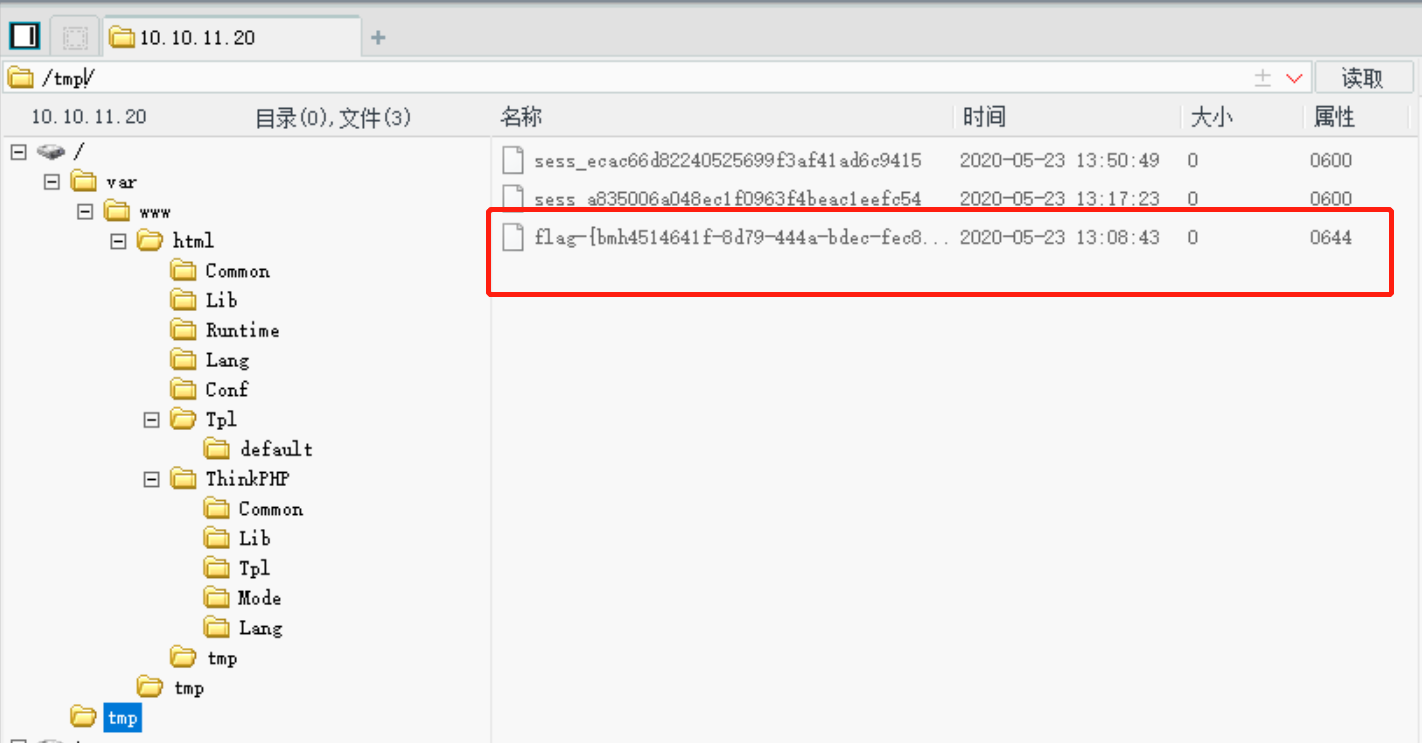 10.10.11.20 +
/tmp/ 读取
10.10.11.20 目录(0),文件(3) 名称 时间 大小 属性
/
var
www
html
Common
Lib
Runtime
Lang
Conf
Tpl
default
ThinkPHP
Common
Lib
Tpl
Mode
Lang
tmp
tmp
tmp
sess_ecac66d82240525699f3af41ad6c9415 2020-05-23 13:50:49 0 0600
sess_a835006a048ec1f0963f4beac1eefc54 2020-05-23 13:17:23 0 0600
flag-{bmh4514641f-8d79-444a-bdec-fec8... 2020-05-23 13:08:43 0 0644